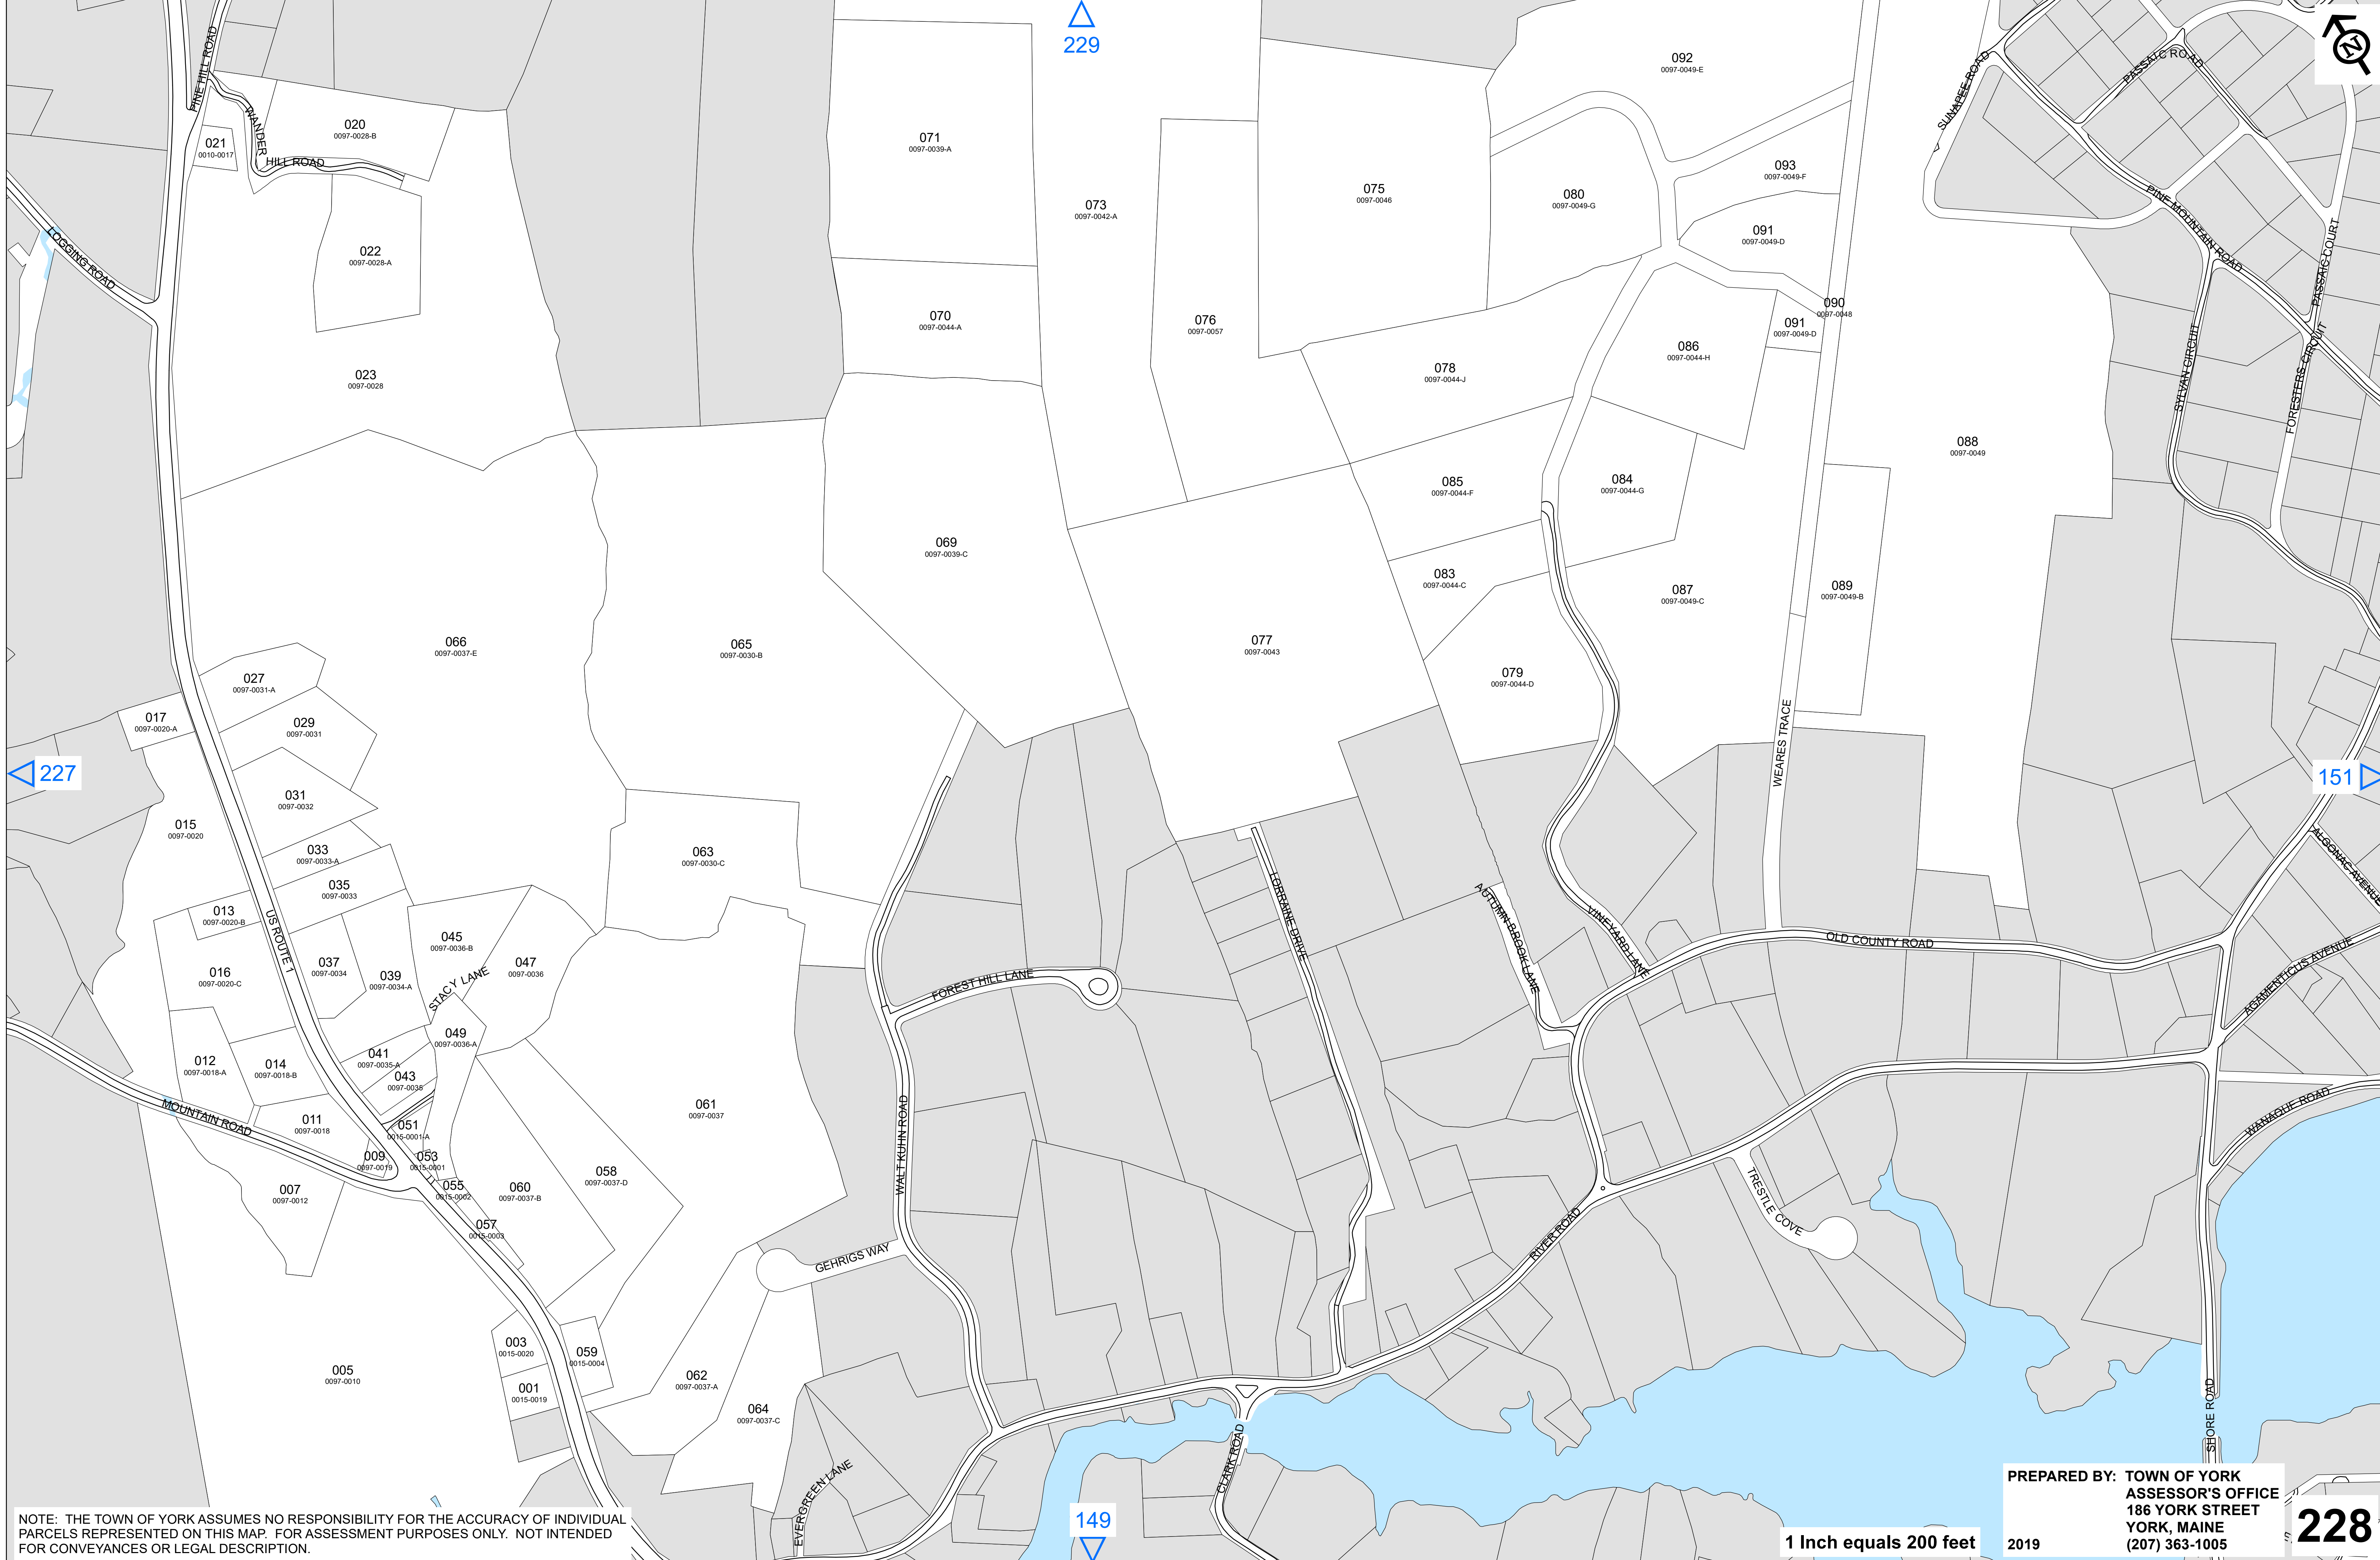 229
PINE HILL ROAD
WANDER
HILL ROAD
020
0097-0028-B
021
0010-0017
022
0097-0028-A
023
0097-0028
LOGGING ROAD
071
0097-0039-A
070
0097-0044-A
073
0097-0042-A
076
0097-0057
075
0097-0046
092
0097-0049-E
093
0097-0049-F
080
0097-0049-G
091
0097-0049-D
090
0097-0048
091
0097-0049-D
086
0097-0044-H
078
0097-0044-J
SUNAPEE ROAD
PASSAIC ROAD
PINE MOUNTAIN ROAD
PASSAIC COURT
SYLVAN CIRCUIT
FORESTERS CIRCUIT
N
088
0097-0049
085
0097-0044-F
084
0097-0044-G
083
0097-0044-C
087
0097-0049-C
089
0097-0049-B
079
0097-0044-D
069
0097-0039-C
077
0097-0043
066
0097-0037-E
065
0097-0030-B
027
0097-0031-A
017
0097-0020-A
029
0097-0031
227
031
0097-0032
015
0097-0020
033
0097-0033-A
035
0097-0033
063
0097-0030-C
WEARES TRACE
151
ALGONAC AVENUE
013
0097-0020-B
US ROUTE 1
016
0097-0020-C
037
0097-0034
039
0097-0034-A
045
0097-0036-B
047
0097-0036
STACY LANE
049
0097-0036-A
FOREST HILL LANE
LORRAINE DRIVE
AUTUMN BROOK LANE
VINEYARD LANE
OLD COUNTY ROAD
AGAMENTICUS AVENUE
012
0097-0018-A
014
0097-0018-B
041
0097-0035-A
043
0097-0035
MOUNTAIN ROAD
011
0097-0018
051
0015-0001-A
009
0097-0019
053
0015-0001
007
0097-0012
055
0015-0002
060
0097-0037-B
058
0097-0037-D
057
0015-0003
061
0097-0037
WALT KUHN ROAD
GEHRIGS WAY
WANAQUE ROAD
TRESTLE COVE
RIVER ROAD
003
0015-0020
059
0015-0004
001
0015-0019
005
0097-0010
062
0097-0037-A
064
0097-0037-C
EVERGREEN LANE
CLARK ROAD
SHORE ROAD
149
NOTE: THE TOWN OF YORK ASSUMES NO RESPONSIBILITY FOR THE ACCURACY OF INDIVIDUAL
PARCELS REPRESENTED ON THIS MAP. FOR ASSESSMENT PURPOSES ONLY. NOT INTENDED
FOR CONVEYANCES OR LEGAL DESCRIPTION.
1 Inch equals 200 feet
PREPARED BY: TOWN OF YORK
ASSESSOR'S OFFICE
186 YORK STREET
YORK, MAINE
2019 (207) 363-1005
228